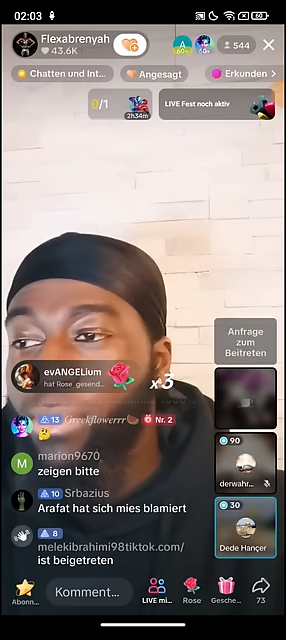 02:03
60
Flexabrenyah
43.6K
60+
60+
544
Chatten und Int...
Angesagt
Erkunden
0/1
2h34m
LIVE Fest noch aktiv
Anfrage
zum
Beitreten
evANGELium
hat Rose gesend...
x3
13 Greekflowerrr🍉 Nr. 2
🤔
M marion9670_
zeigen bitte
10 Srbazius
Arafat hat sich mies blamiert
8
melekibrahimi98tiktok.com/
ist beigetreten
90
derwahr...
30
Dede Hançer
Abonn...
Komment...
LIVE mi...
Rose
Gesche...
73